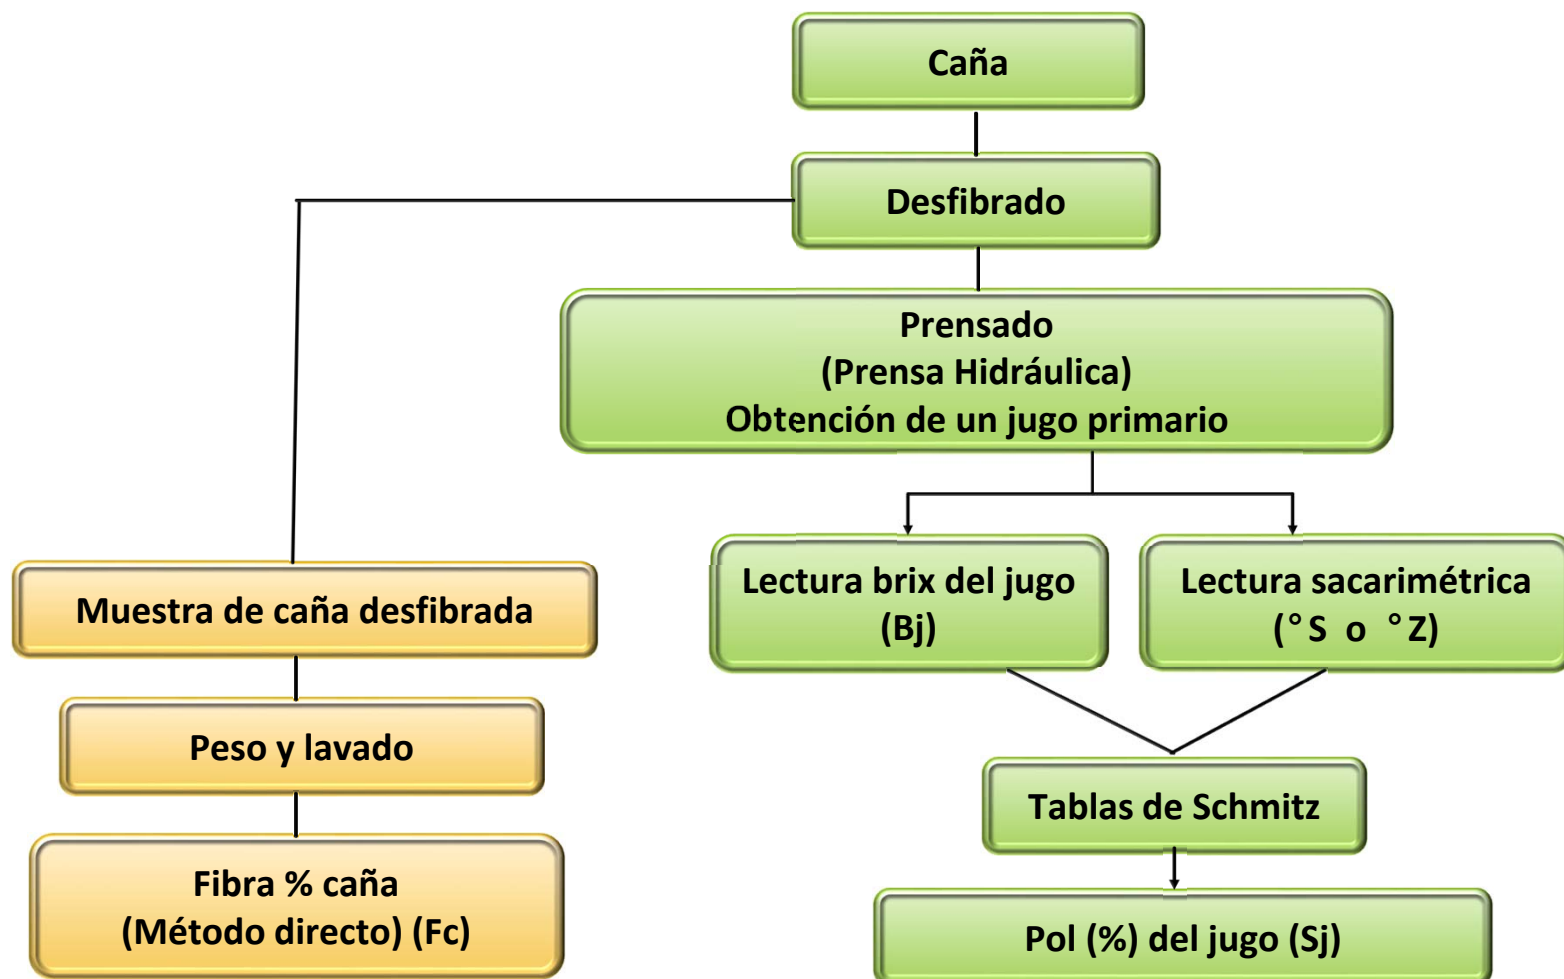 Caña
Desfibrado
Prensado
(Prensa Hidráulica)
Obtención de un jugo primario
Lectura brix del jugo
(Bj)
Lectura sacarimétrica
(°S o °Z)
Muestra de caña desfibrada
Peso y lavado
Fibra % caña
(Método directo) (Fc)
Tablas de Schmitz
Pol (%) del jugo (Sj)